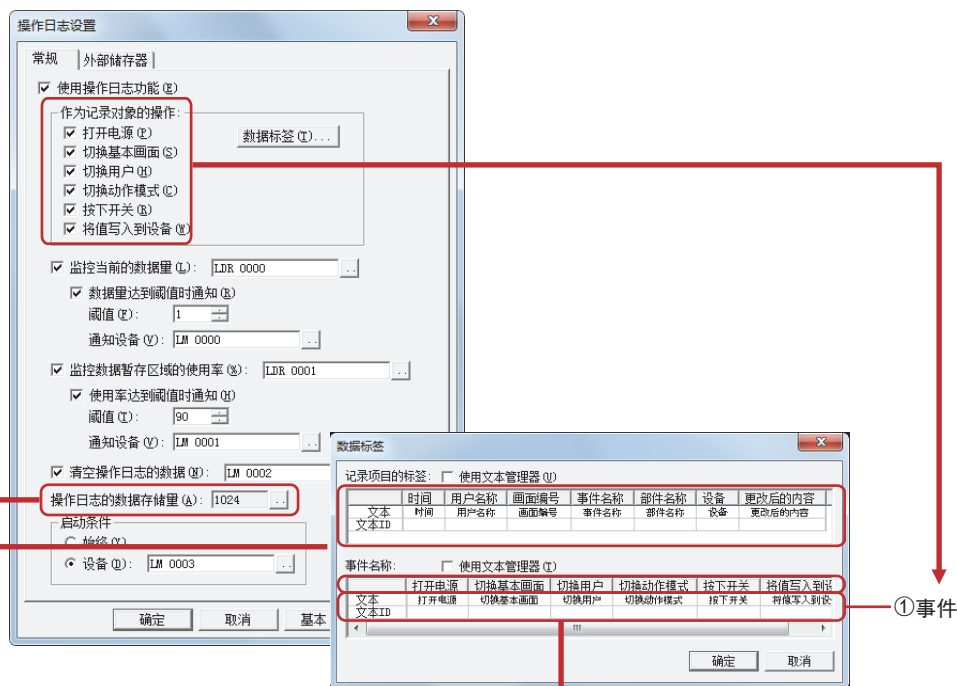 操作日志设置
常规 外部储存器
使用操作日志功能(E)
作为记录对象的操作:
打开电源(P) 数据标签(T)...
切换基本画面(S)
切换用户(H)
切换动作模式(C)
按下开关(B)
将值写入到设备(W)
监控当前的数据量(L): LDR 0000 ..
数据量达到阈值时通知(R)
阈值(F): 1
通知设备(V): LM 0000 ..
监控数据暂存区域的使用率(%): LDR 0001 ..
使用率达到阈值时通知(H)
阈值(T): 90
通知设备(V): LM 0001 ..
清空操作日志的数据(N): LM 0002
操作日志的数据存储量(A): 1024 ..
启动条件
始终(Y)
设备(D): LM 0003 ..
确定 取消 基本
数据标签
记录项目的标签: 使用文本管理器(U)
时间 用户名称 画面编号 事件名称 部件名称 设备 更改后的内容
文本 时间 用户名称 画面编号 事件名称 部件名称 设备 更改后的内容
文本ID
事件名称: 使用文本管理器(T)
打开电源 切换基本画面 切换用户 切换动作模式 按下开关 将值写入到设
文本 打开电源 切换基本画面 切换用户 切换动作模式 按下开关 将值写入到设
文本ID
确定 取消
①事件